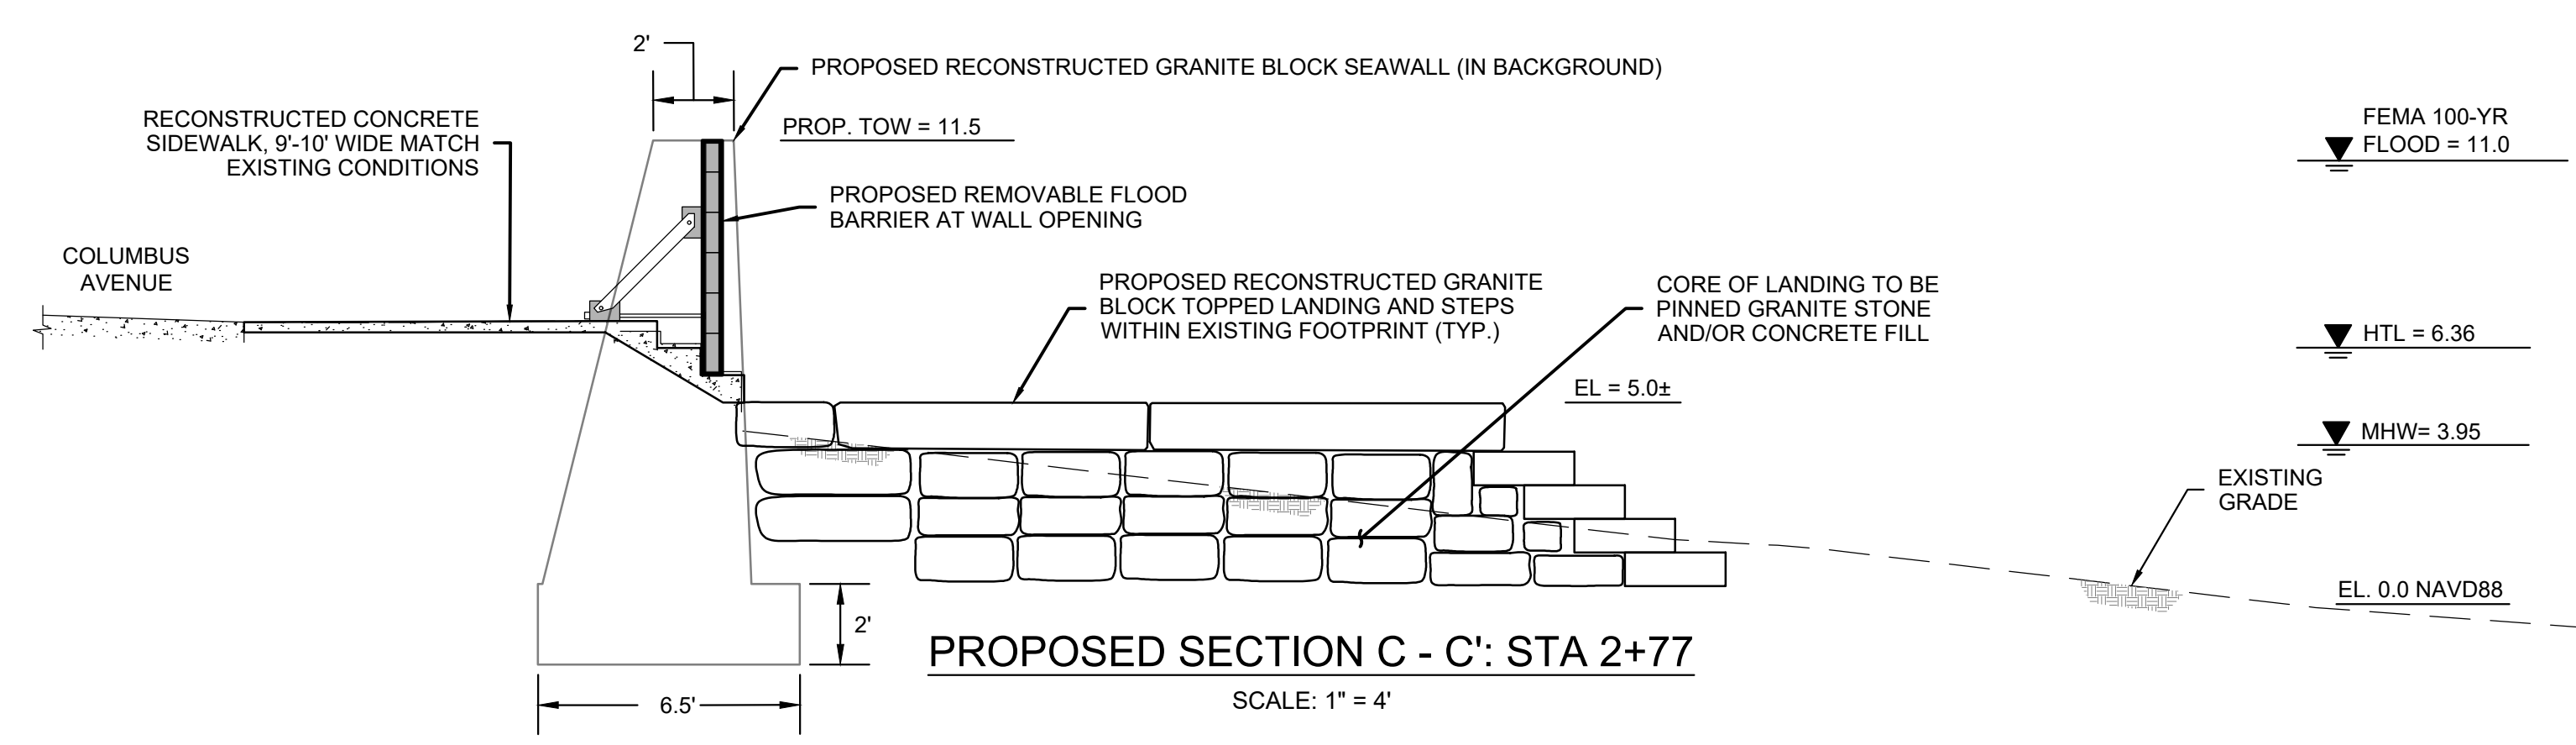 2'
PROPOSED RECONSTRUCTED GRANITE BLOCK SEAWALL (IN BACKGROUND)
PROP. TOW = 11.5
RECONSTRUCTED CONCRETE
SIDEWALK, 9'-10' WIDE MATCH
EXISTING CONDITIONS
PROPOSED REMOVABLE FLOOD
BARRIER AT WALL OPENING
COLUMBUS
AVENUE
PROPOSED RECONSTRUCTED GRANITE
BLOCK TOPPED LANDING AND STEPS
WITHIN EXISTING FOOTPRINT (TYP.)
CORE OF LANDING TO BE
PINNED GRANITE STONE
AND/OR CONCRETE FILL
EL = 5.0±
FEMA 100-YR
FLOOD = 11.0
HTL = 6.36
MHW= 3.95
EXISTING
GRADE
EL. 0.0 NAVD88
2'
6.5'
PROPOSED SECTION C - C': STA 2+77
SCALE: 1" = 4'